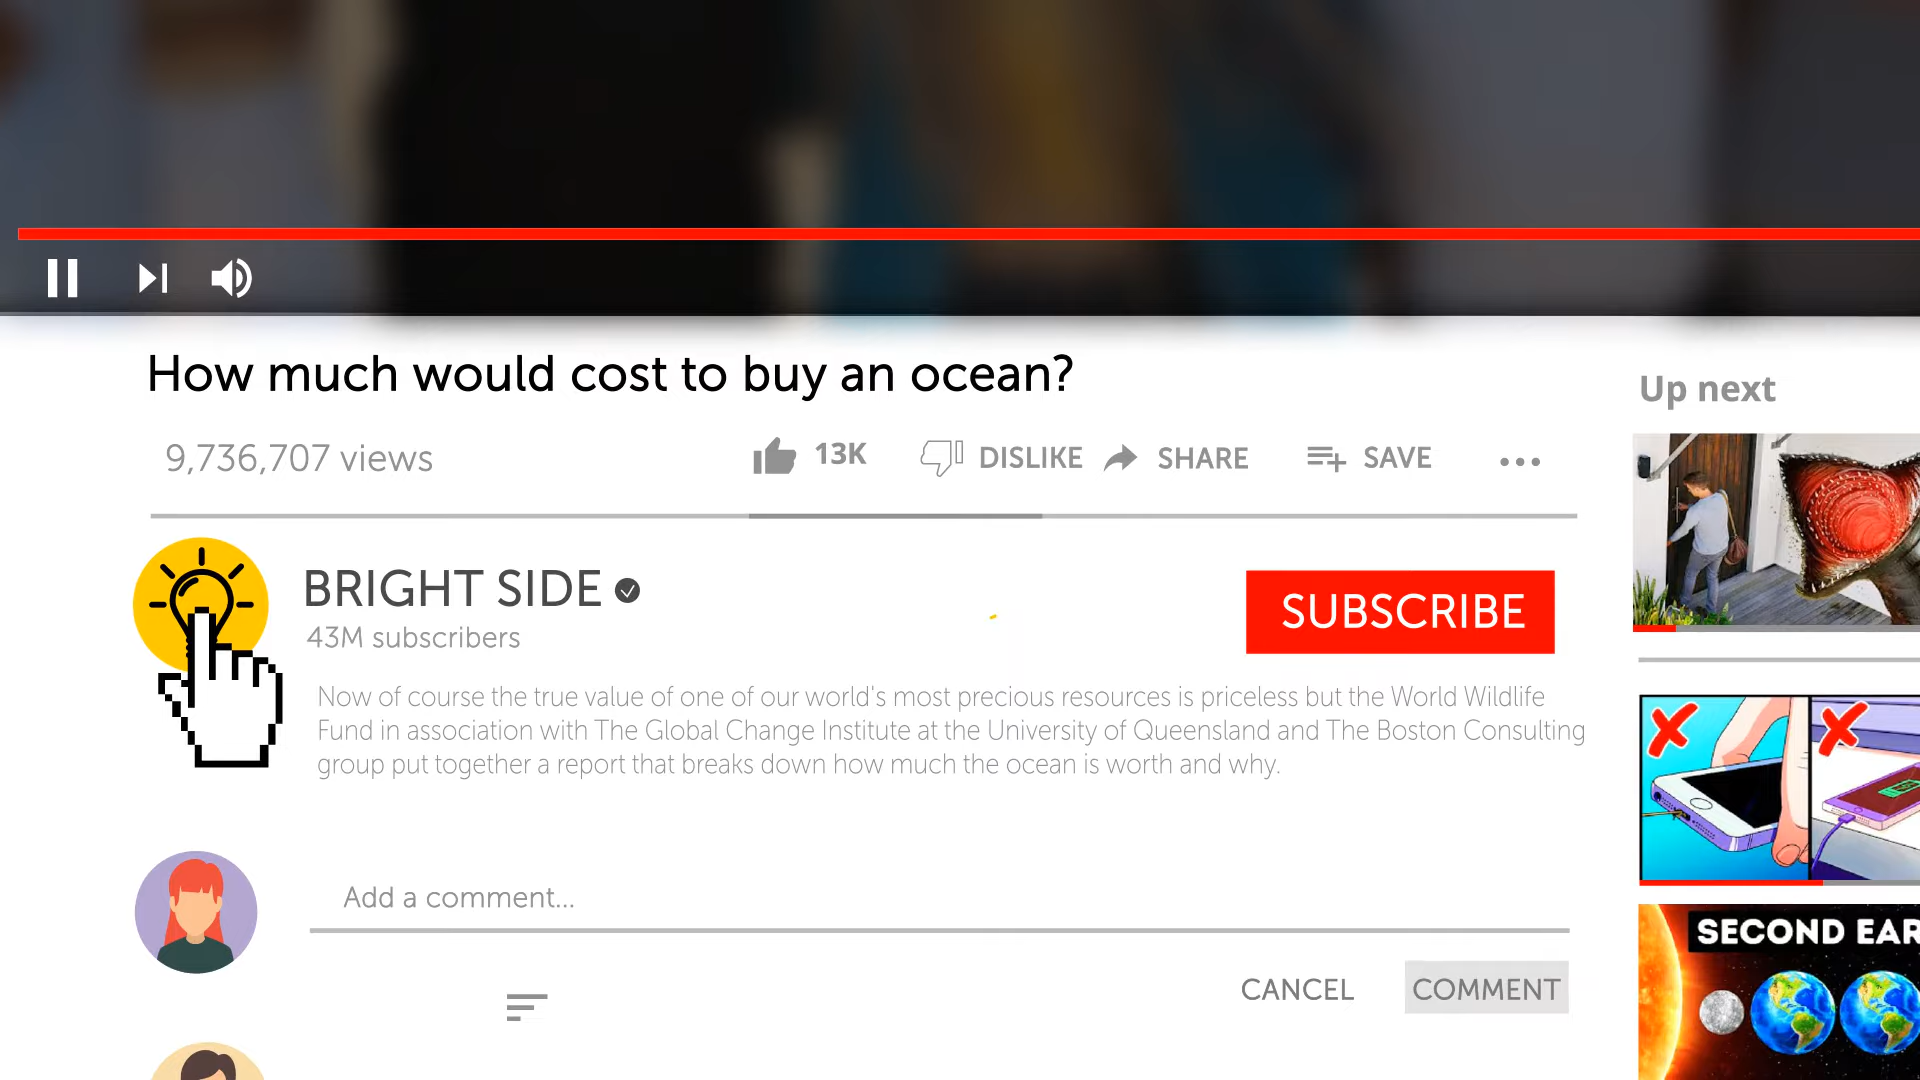 How much would cost to buy an ocean?
9,736,707 views
13K
DISLIKE
SHARE
SAVE
Up next
BRIGHT SIDE
43M subscribers
SUBSCRIBE
Now of course the true value of one of our world's most precious resources is priceless but the World Wildlife
Fund in association with The Global Change Institute at the University of Queensland and The Boston Consulting
group put together a report that breaks down how much the ocean is worth and why.
Add a comment...
CANCEL
COMMENT
SECOND EAR